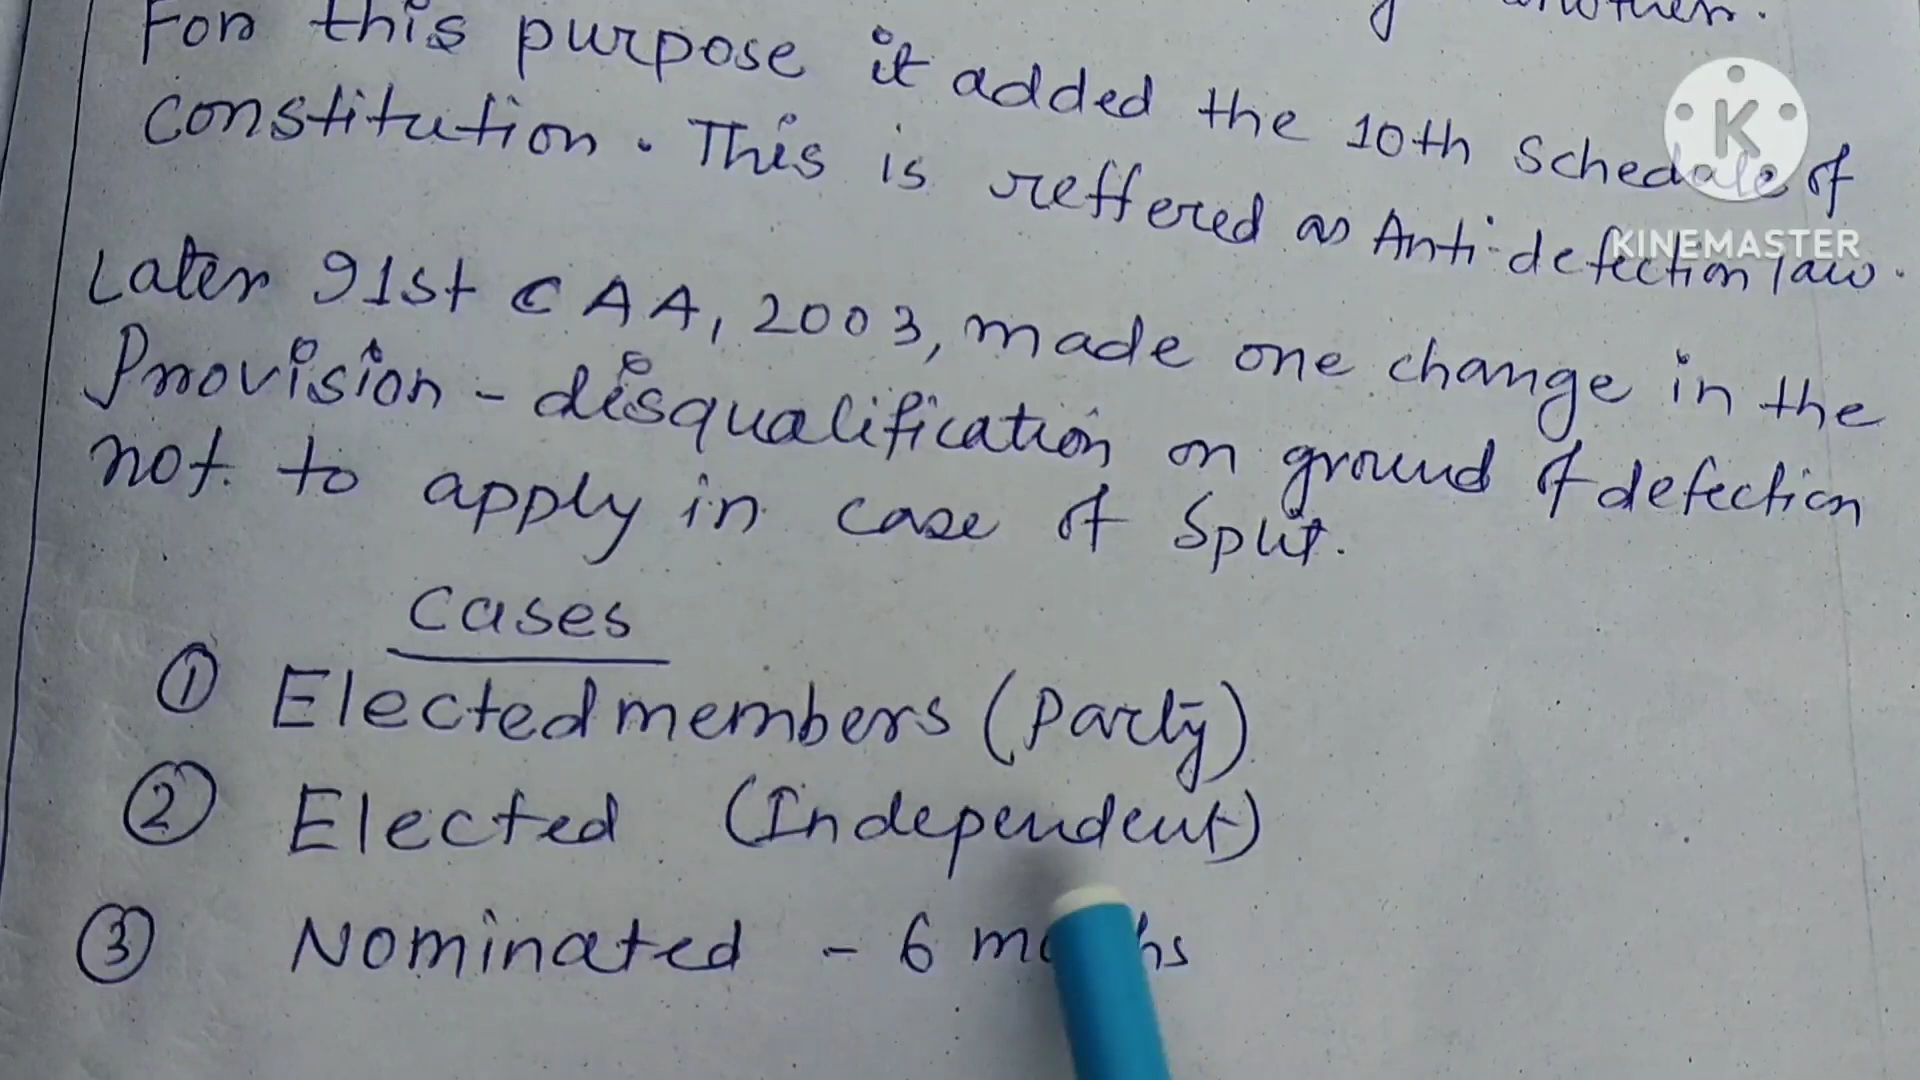 another.
For this purpose it added the 10th Schedule of
constitution. This is reffered as Anti-defection law.
Later 91st CAA, 2003, made one change in the
Provision - disqualification on ground of defection
not to apply in case of Split.
Cases
① Elected members (Party)
② Elected (Independent)
③ Nominated - 6 months
K
KINEMASTER